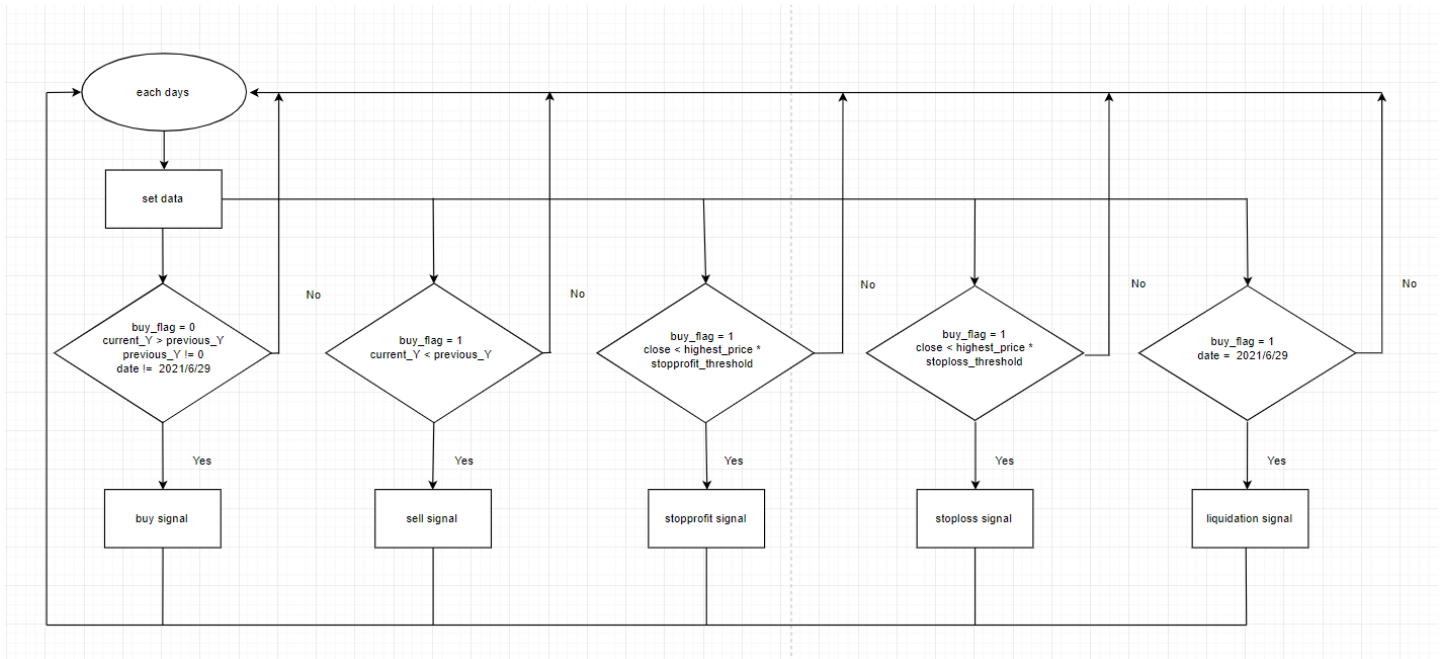 each days
set data
No
No
No
No
No
buy_flag = 0
current_Y > previous_Y
previous_Y != 0
date != 2021/6/29
buy_flag = 1
current_Y < previous_Y
buy_flag = 1
close < highest_price *
stopprofit_threshold
buy_flag = 1
close < highest_price *
stoploss_threshold
buy_flag = 1
date = 2021/6/29
Yes
Yes
Yes
Yes
Yes
buy signal
sell signal
stopprofit signal
stoploss signal
liquidation signal